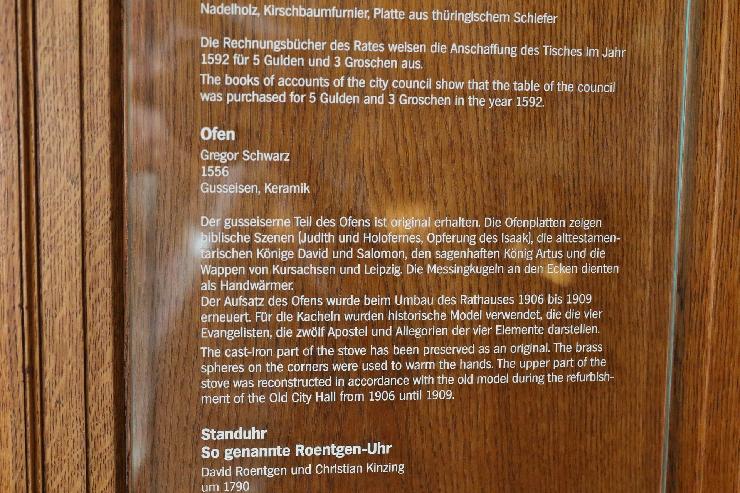 Nadelholz, Kirschbaumfurnier, Platte aus thüringischem Schiefer
Die Rechnungsbücher des Rates weisen die Anschaffung des Tisches im Jahr
1592 für 5 Gulden und 3 Groschen aus.
The books of accounts of the city council show that the table of the council
was purchased for 5 Gulden and 3 Groschen in the year 1592.
Ofen
Gregor Schwarz
1556
Gusseisen, Keramik
Der gusseiserne Teil des Ofens ist original erhalten. Die Ofenplatten zeigen
biblische Szenen (Judith und Holofernes, Opferung des Isaak), die alttestamen-
tarischen Könige David und Salomon, den sagenhaften König Artus und die
Wappen von Kursachsen und Leipzig. Die Messingkugeln an den Ecken dienten
als Handwärmer.
Der Aufsatz des Ofens wurde beim Umbau des Rathauses 1906 bis 1909
erneuert. Für die Kacheln wurden historische Model verwendet, die die vier
Evangelisten, die zwölf Apostel und Allegorien der vier Elemente darstellen.
The cast-iron part of the stove has been preserved as an original. The brass
spheres on the corners were used to warm the hands. The upper part of the
stove was reconstructed in accordance with the old model during the refurbish-
ment of the Old City Hall from 1906 until 1909.
Standuhr
So genannte Roentgen-Uhr
David Roentgen und Christian Kinzing
um 1790